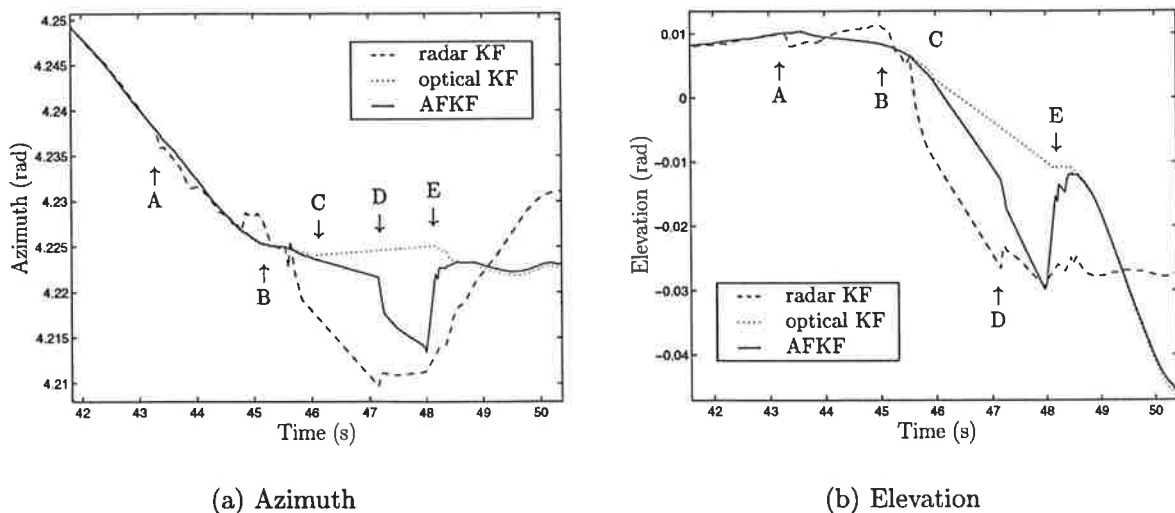 4.25
4.245
4.24
4.235
4.23
4.225
4.22
4.215
4.21
Azimuth (rad)
radar KF
optical KF
AFKF
A
B
C
D
E
42 43 44 45 46 47 48 49 50
Time (s)
(a) Azimuth
0.01
0
−0.01
−0.02
−0.03
−0.04
Elevation (rad)
A
B
C
E
D
radar KF
optical KF
AFKF
42 43 44 45 46 47 48 49 50
Time (s)
(b) Elevation